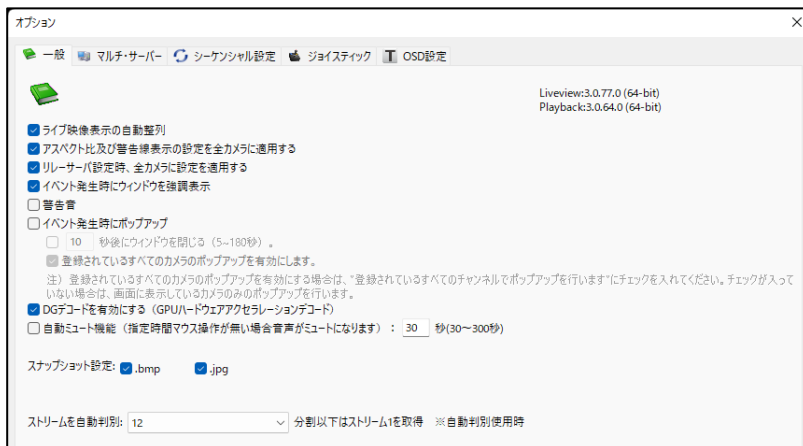 オプション
一般 マルチ・サーバー シーケンシャル設定 ジョイスティック OSD設定
Liveview:3.0.77.0 (64-bit)
Playback:3.0.64.0 (64-bit)
ライブ映像表示の自動整列
アスペクト比及び警告線表示の設定を全カメラに適用する
リレーサーバ設定時、全カメラに設定を適用する
イベント発生時にウィンドウを強調表示
警告音
イベント発生時にポップアップ
10 秒後にウィンドウを閉じる（5~180秒）。
登録されているすべてのカメラのポップアップを有効にします。
注）登録されているすべてのカメラのポップアップを有効にする場合は、"登録されているすべてのチャンネルでポップアップを行います"にチェックを入れてください。チェックが入って
いない場合は、画面に表示しているカメラのみのポップアップを行います。
DGデコードを有効にする（GPUハードウェアアクセラレーションデコード）
自動ミュート機能（指定時間マウス操作が無い場合音声がミュートになります）： 30 秒(30～300秒)
スナップショット設定: .bmp .jpg
ストリームを自動判別: 12 分割以下はストリーム1を取得 ※自動判別使用時